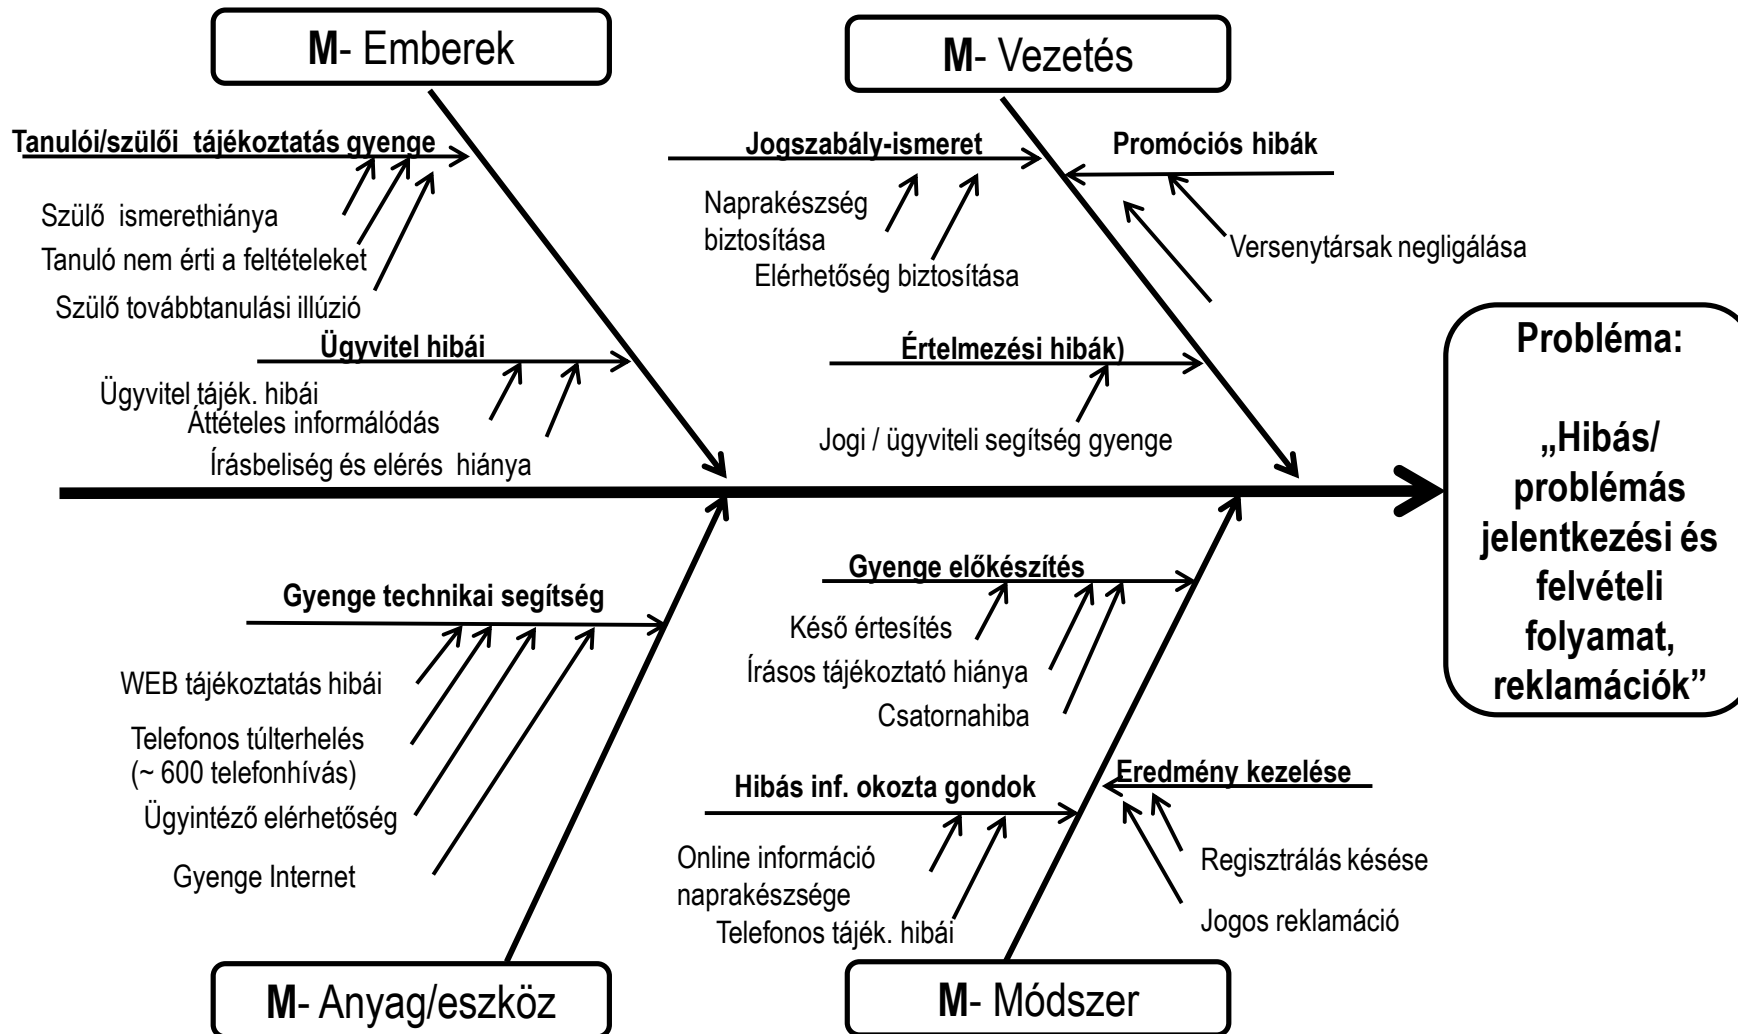 M- Emberek
M- Vezetés
Tanulói/szülői tájékoztatás gyenge
Szülő ismerethiánya
Tanuló nem érti a feltételeket
Szülő továbbtanulási illúzió
Ügyvitel hibái
Ügyvitel tájék. hibái
Áttételes informálódás
Írásbeliség és elérés hiánya
Jogszabály-ismeret
Naprakészség
biztosítása
Elérhetőség biztosítása
Promóciós hibák
Versenytársak negligálása
Értelmezési hibák)
Jogi / ügyviteli segítség gyenge
Probléma:
„Hibás/
problémás
jelentkezési és
felvételi
folyamat,
reklamációk”
Gyenge technikai segítség
WEB tájékoztatás hibái
Telefonos túlterhelés
(~ 600 telefonhívás)
Ügyintéző elérhetőség
Gyenge Internet
Gyenge előkészítés
Késő értesítés
Írásos tájékoztató hiánya
Csatornahiba
Hibás inf. okozta gondok
Online információ
naprakészsége
Telefonos tájék. hibái
Eredmény kezelése
Regisztrálás késése
Jogos reklamáció
M- Anyag/eszköz
M- Módszer